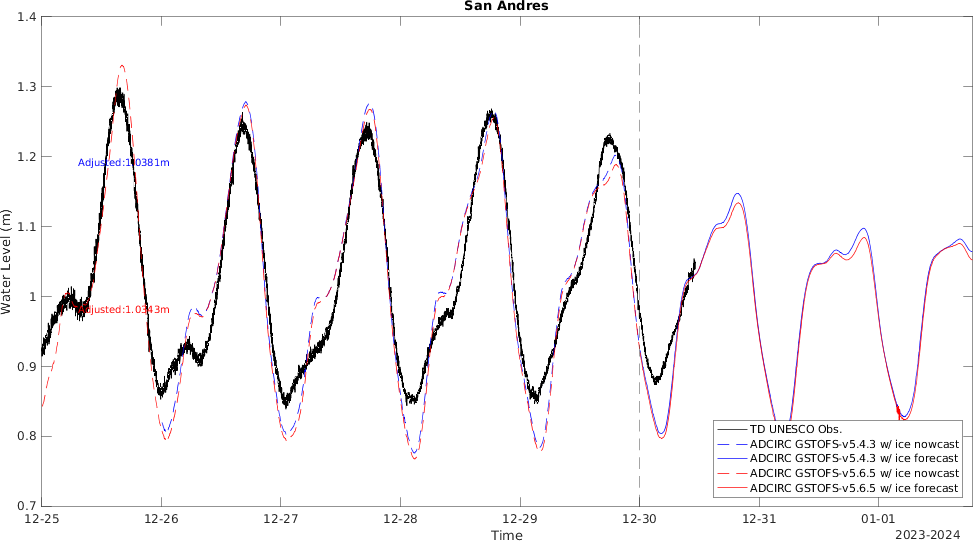 San Andres
1.4
1.3
1.2
1.1
1
0.9
0.8
0.7
Water Level (m)
Adjusted:1.0381m
Adjusted:1.0343m
TD UNESCO Obs.
ADCIRC GSTOFS-v5.4.3 w/ ice nowcast
ADCIRC GSTOFS-v5.4.3 w/ ice forecast
ADCIRC GSTOFS-v5.6.5 w/ ice nowcast
ADCIRC GSTOFS-v5.6.5 w/ ice forecast
12-25 12-26 12-27 12-28 12-29 12-30 12-31 01-01
Time
2023-2024